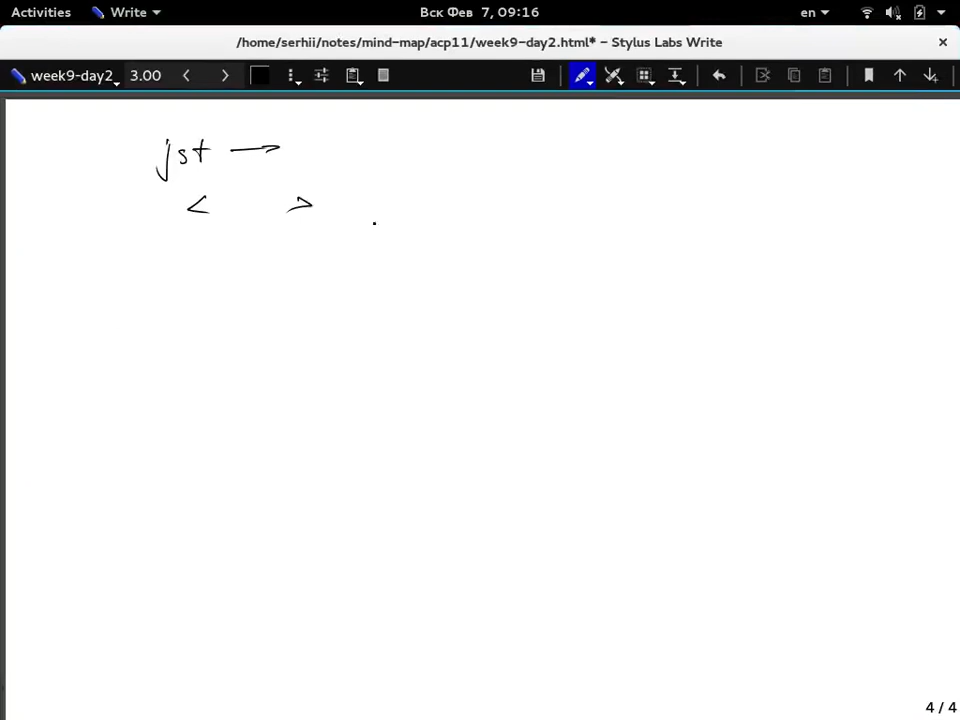 Activities Write Вск Фев 7, 09:16 en
/home/serhii/notes/mind-map/acp11/week9-day2.html* – Stylus Labs Write
week9-day2 3.00
jst →
< >
4 / 4